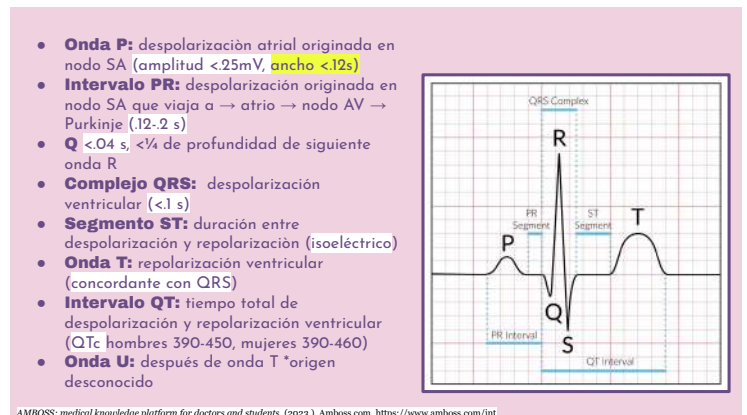 ● Onda P: despolarizaciòn atrial originada en
nodo SA (amplitud <.25mV, ancho <.12s)
● Intervalo PR: despolarización originada en
nodo SA que viaja a → atrio → nodo AV →
Purkinje (.12-.2 s)
● Q <.04 s, <¼ de profundidad de siguiente
onda R
● Complejo QRS: despolarización
ventricular (<.1 s)
● Segmento ST: duración entre
despolarización y repolarizaciòn (isoeléctrico)
● Onda T: repolarización ventricular
(concordante con QRS)
● Intervalo QT: tiempo total de
despolarización y repolarización ventricular
(QTc hombres 390-450, mujeres 390-460)
● Onda U: después de onda T *origen
desconocido
QRS Complex
R
PR
Segment
ST
Segment
T
P
Q
PR Interval
S
QT Interval
AMBOSS: medical knowledge platform for doctors and students. (2023.). Amboss.com. https://www.amboss.com/int